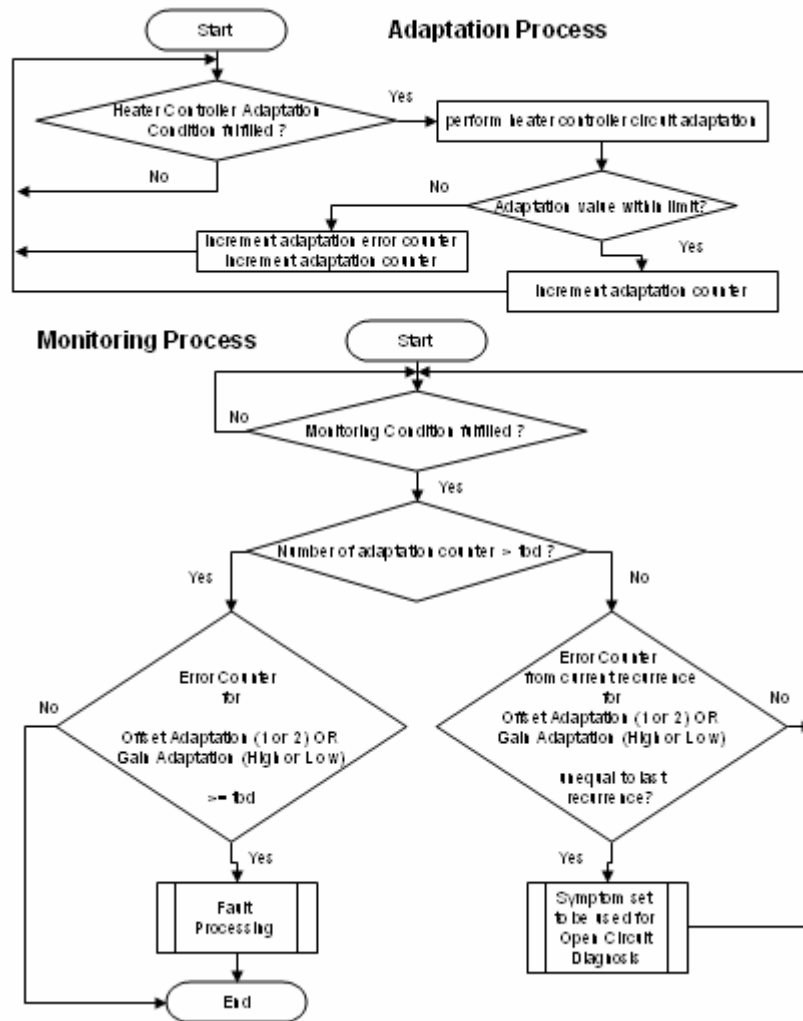 Start
Adaptation Process
Heater Controller Adaptation
Condition fulfilled ?
Yes
perform heater controller circuit adaptation
No
No
Adaptation value within limit?
Increment adaptation error counter
Increment adaptation counter
Yes
Increment adaptation counter
Monitoring Process
Start
No
Monitoring Condition fulfilled ?
Yes
Number of adaptation counter > tbd ?
Yes
No
No
Error Counter
for
Offset Adaptation (1 or 2) OR
Gain Adaptation (High or Low)
>= tbd
Error Counter
from current recurrence
for
Offset Adaptation (1 or 2) OR
Gain Adaptation (High or Low)
unequal to last
recurrence?
No
Yes
Yes
Fault
Processing
Symptom set
to be used for
Open Circuit
Diagnosis
End